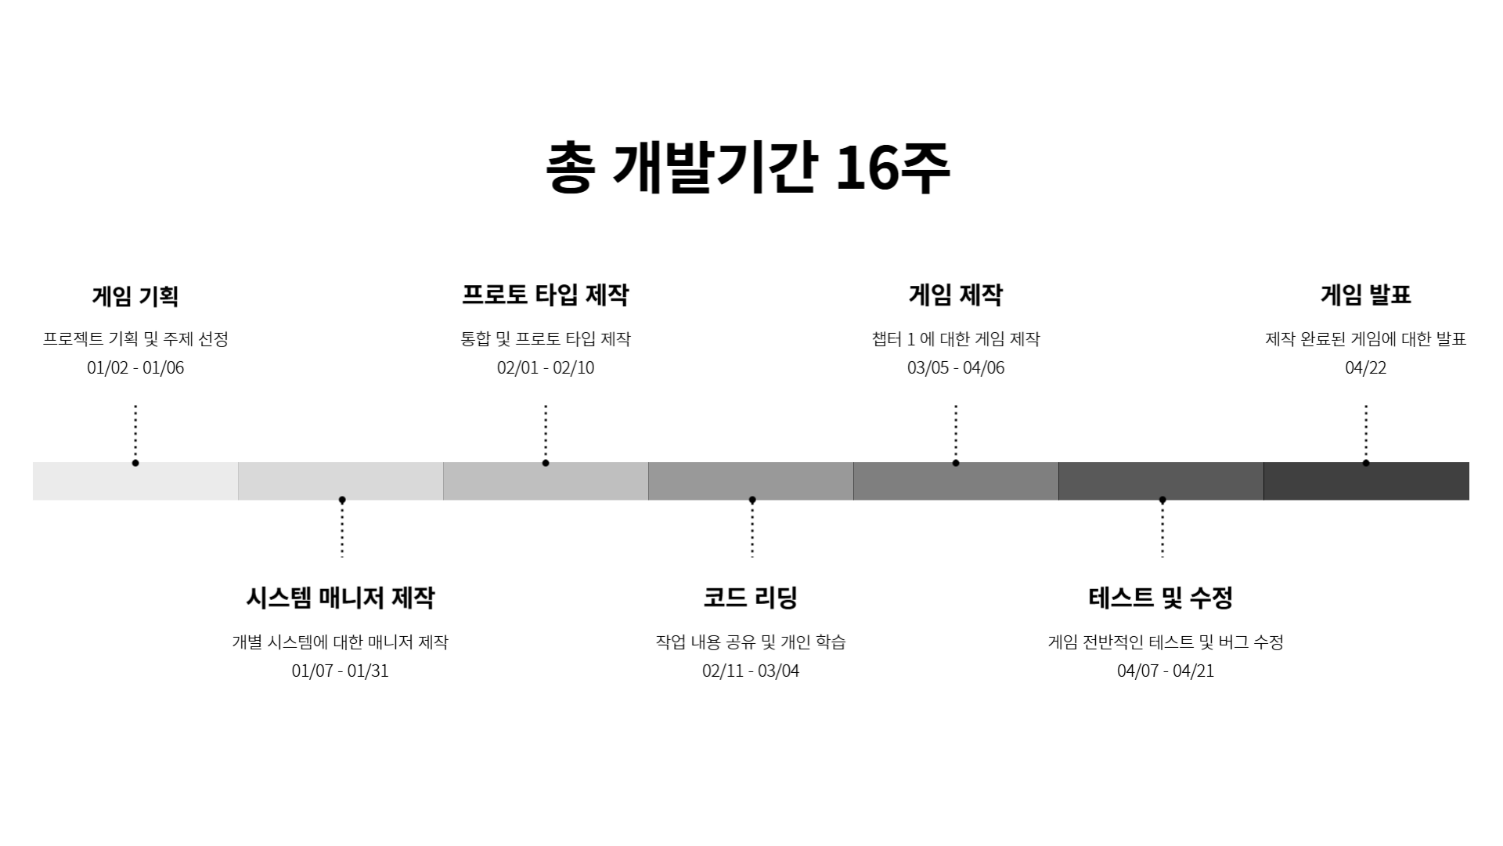 총 개발기간 16주
게임 기획
프로젝트 기획 및 주제 선정
01/02 - 01/06
시스템 매니저 제작
개별 시스템에 대한 매니저 제작
01/07 - 01/31
프로토 타입 제작
통합 및 프로토 타입 제작
02/01 - 02/10
코드 리딩
작업 내용 공유 및 개인 학습
02/11 - 03/04
게임 제작
챕터 1 에 대한 게임 제작
03/05 - 04/06
테스트 및 수정
게임 전반적인 테스트 및 버그 수정
04/07 - 04/21
게임 발표
제작 완료된 게임에 대한 발표
04/22